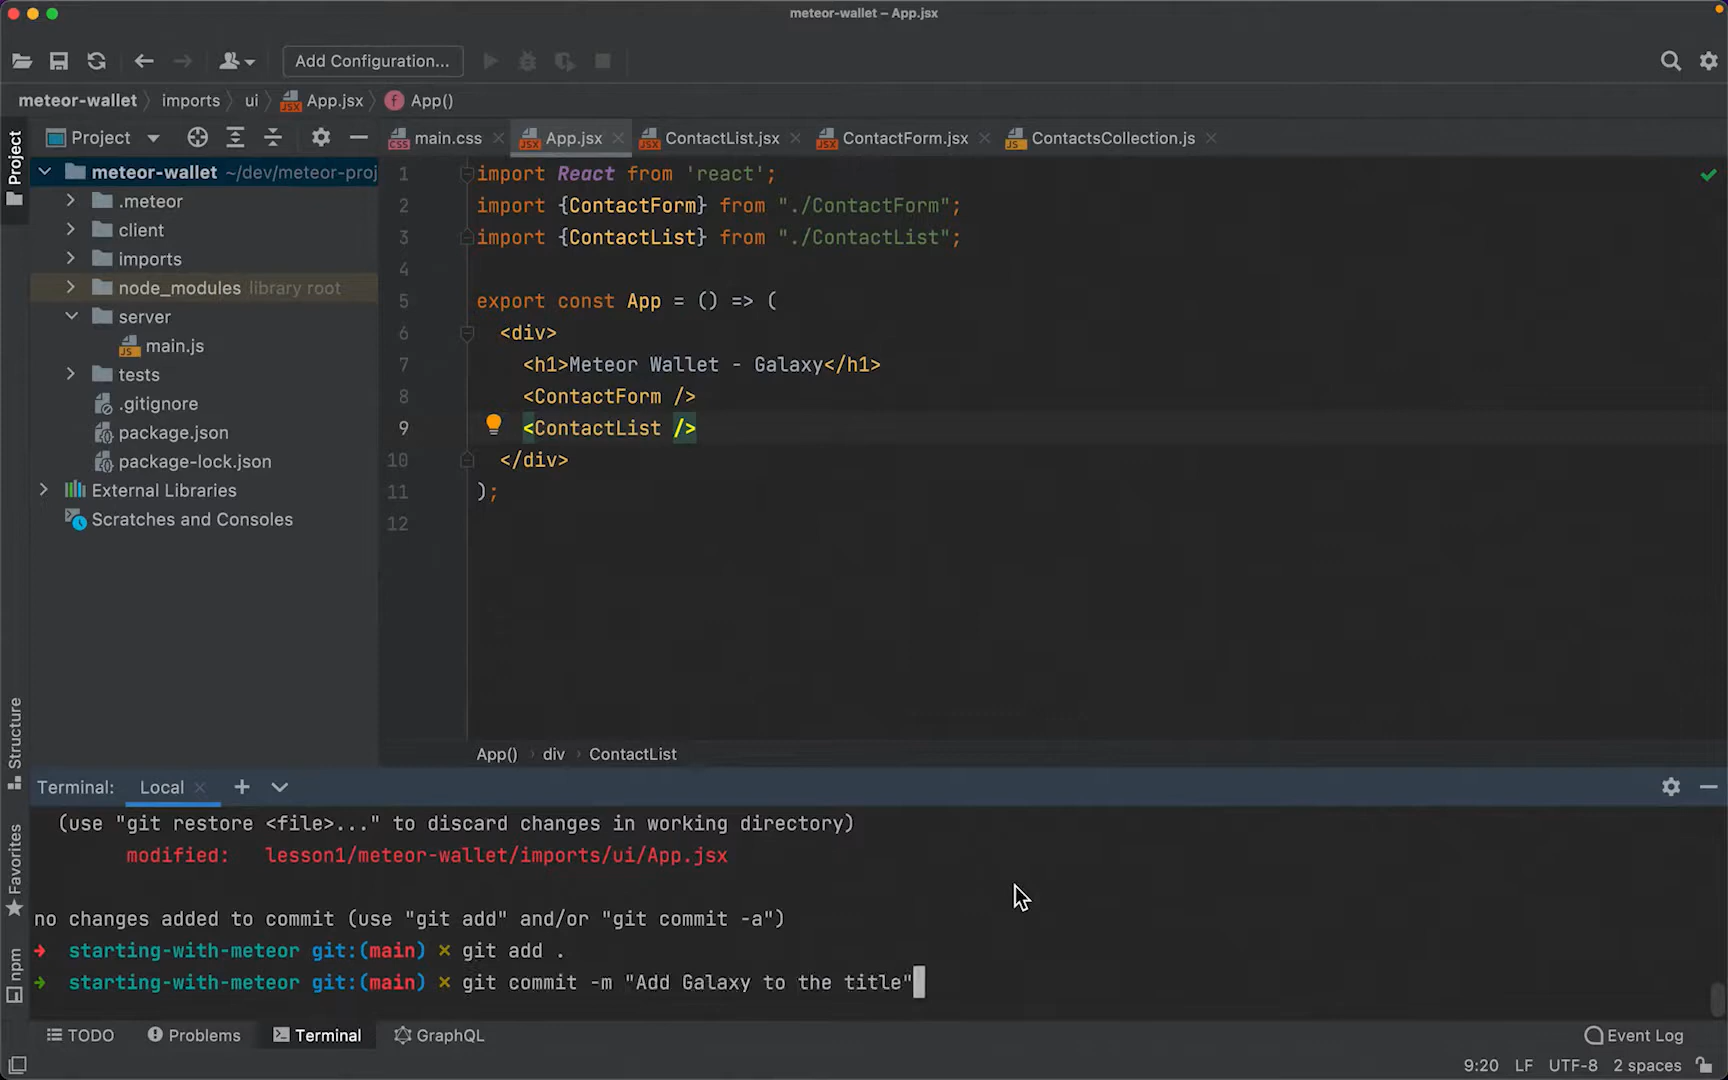 meteor-wallet – App.jsx
Add Configuration...
meteor-wallet imports ui App.jsx App()
Project
main.css App.jsx ContactList.jsx ContactForm.jsx ContactsCollection.js
Project
meteor-wallet ~/dev/meteor-proj
.meteor
client
imports
node_modules library root
server
main.js
tests
.gitignore
package.json
package-lock.json
External Libraries
Scratches and Consoles
1 import React from 'react';
2 import {ContactForm} from "./ContactForm";
3 import {ContactList} from "./ContactList";
4
5 export const App = () => (
6 <div>
7 <h1>Meteor Wallet - Galaxy</h1>
8 <ContactForm />
9 <ContactList />
10 </div>
11 );
12
App() div ContactList
Structure
Favorites
npm
Terminal: Local
(use "git restore <file>..." to discard changes in working directory)
modified: lesson1/meteor-wallet/imports/ui/App.jsx
no changes added to commit (use "git add" and/or "git commit -a")
→ starting-with-meteor git:(main) × git add .
→ starting-with-meteor git:(main) × git commit -m "Add Galaxy to the title"
TODO Problems Terminal GraphQL Event Log
9:20 LF UTF-8 2 spaces